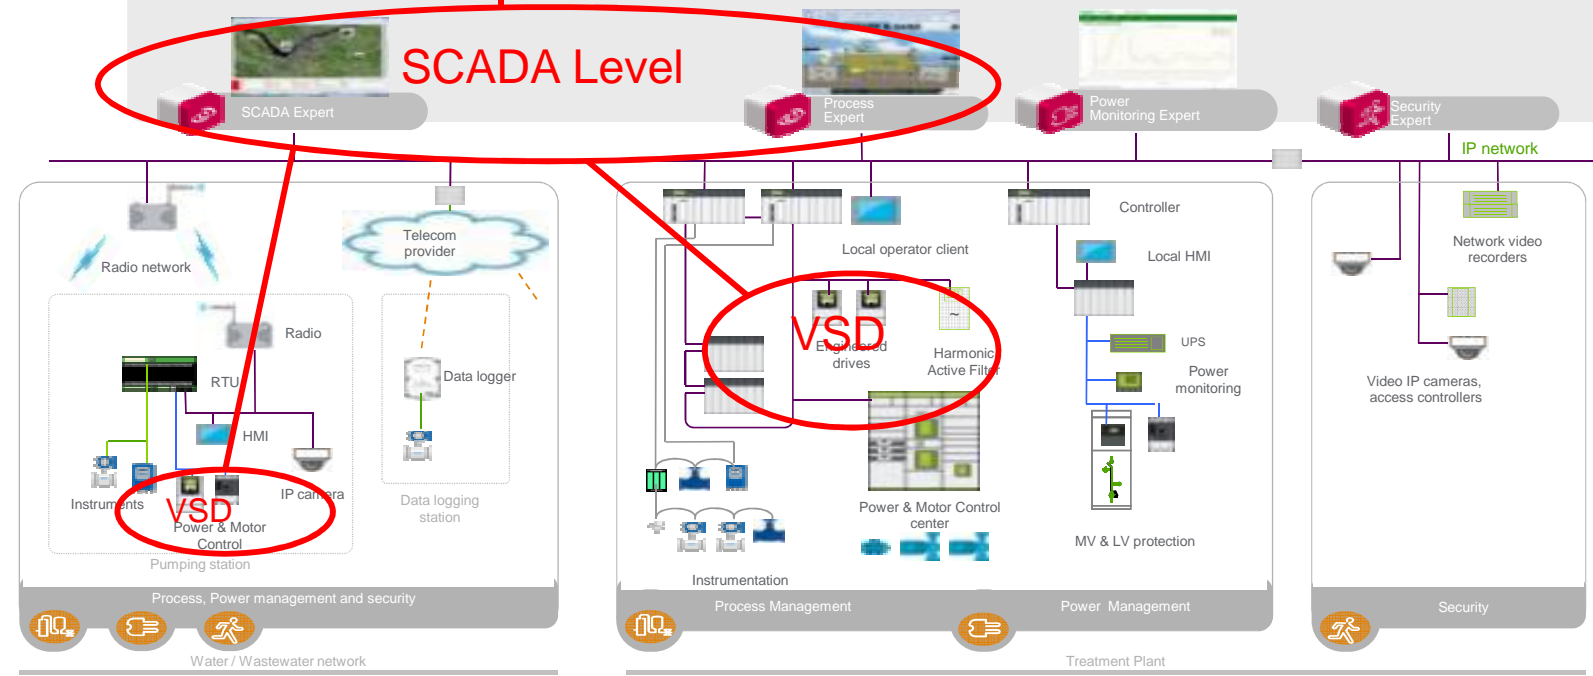 SCADA Level
SCADA Expert
Process
Expert
Power
Monitoring Expert
Security
Expert
IP network
Radio network
Telecom
provider
Local operator client
Controller
Local HMI
Network video
recorders
Radio
RTU
Data logger
HMI
Instruments
IP camera
VSD
Power & Motor
Control
Pumping station
Data logging
station
VSD
Engineered
drives
Harmonic
Active Filter
~
UPS
Power
monitoring
Video IP cameras,
access controllers
Power & Motor Control
center
MV & LV protection
Instrumentation
Process, Power management and security
Process Management
Power Management
Security
Water / Wastewater network
Treatment Plant